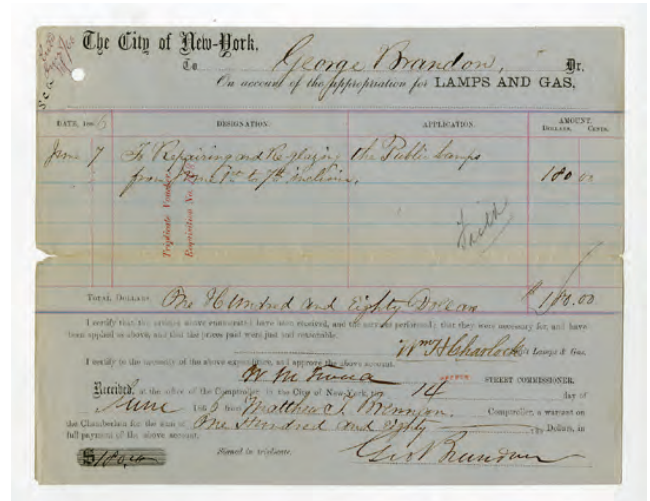 The City of New-York,
To George Brandon, Dr.
On account of the appropriation for LAMPS AND GAS.
DATE, 1866 DESIGNATION. APPLICATION. AMOUNT.
DOLLARS. CENTS.
June 7 To Repairing and Re-glazing the Public Lamps
from June 1st to 7th inclusive, 180 00
Triplicate Voucher
Requisition No.
TOTAL, DOLLARS, One Hundred and Eighty Dollars $ 180.00
I certify that the articles above enumerated have been received, and the services performed; that they were necessary for, and have
been applied as above, and that the prices paid were just and reasonable.
Wm H Charlock Lamps & Gas.
I certify to the necessity of the above expenditure, and approve the above account.
STREET COMMISSIONER.
Received, at the office of the Comptroller in the City of New-York, this 14 day of
June 1866 from Matthew T. Brennan, Comptroller, a warrant on
the Chamberlain for the sum of One Hundred and Eighty Dollars, in
full payment of the above account.
$180.00 Signed in triplicate. Geo Brandon